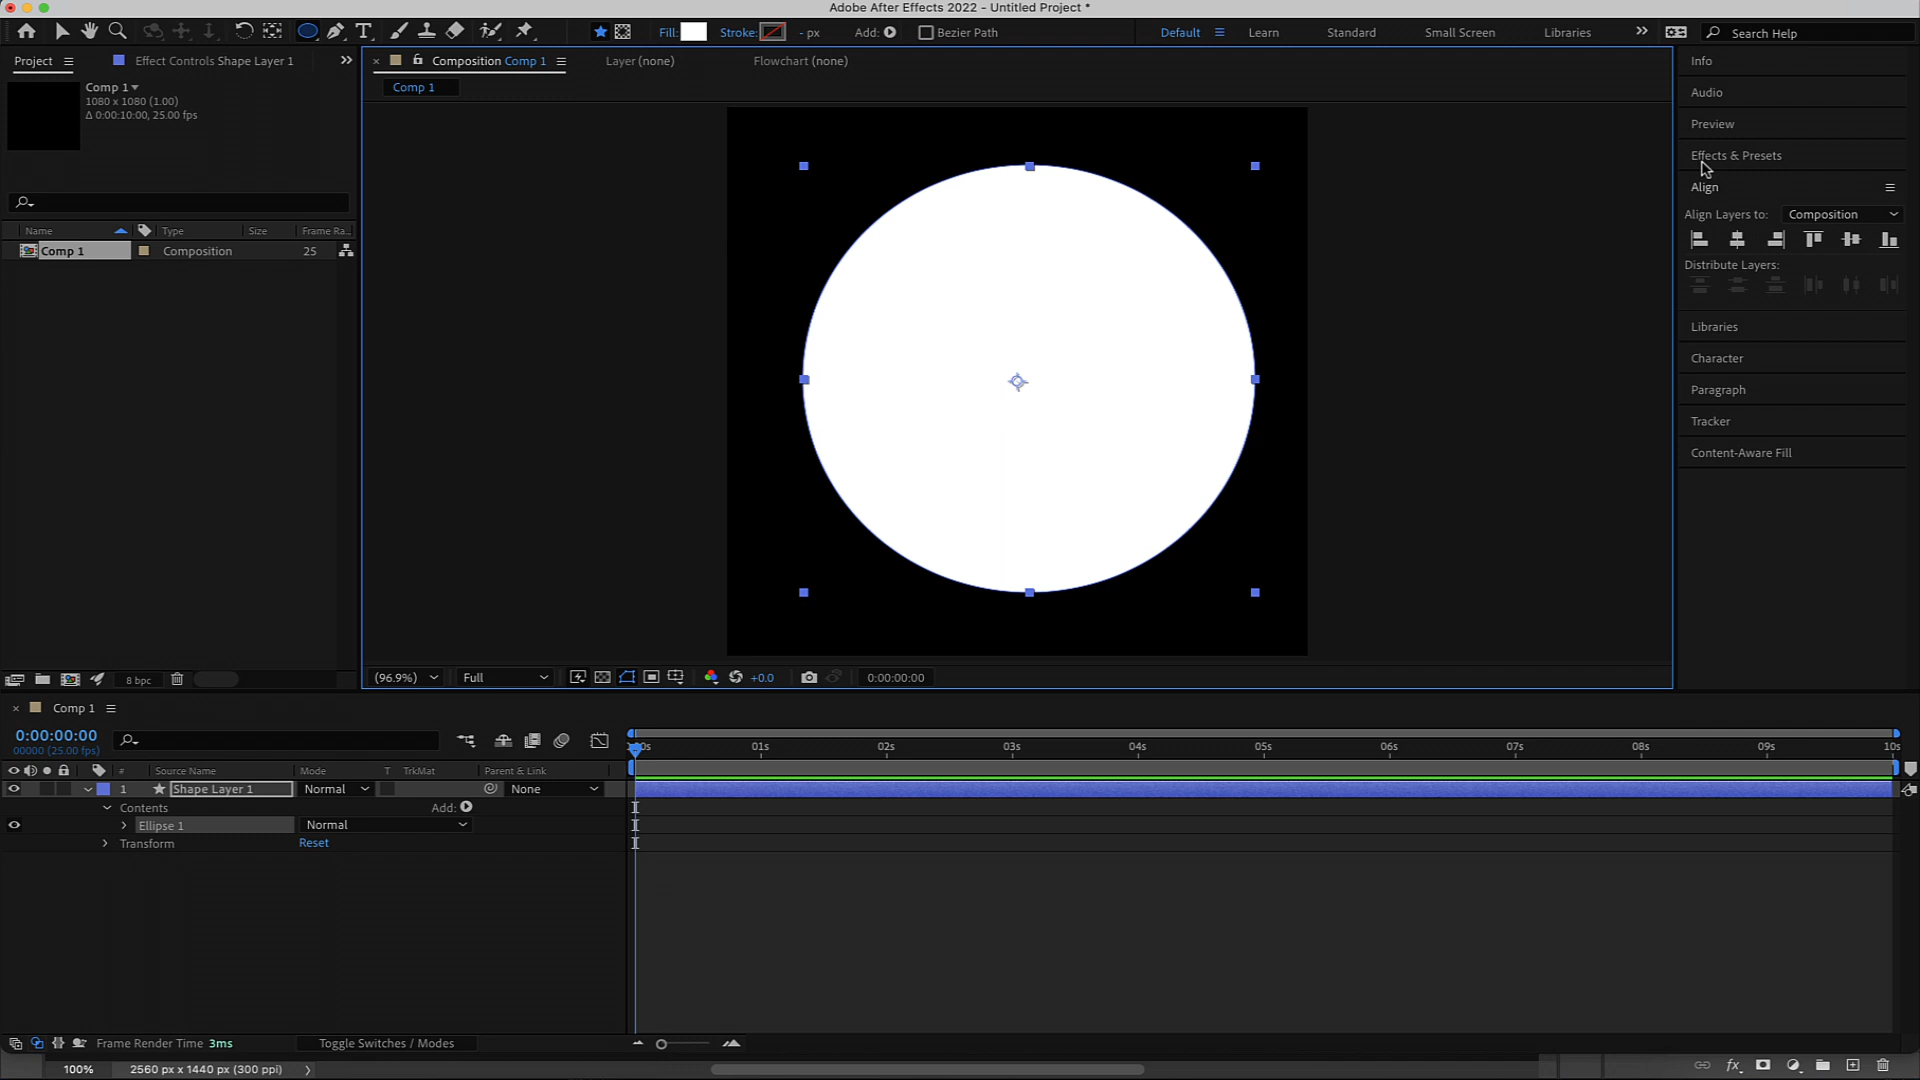 Adobe After Effects 2022 - Untitled Project *
Fill: Stroke: - px Add: Bezier Path Default Learn Standard Small Screen Libraries Search Help
Project Effect Controls Shape Layer 1
Composition Comp 1 Layer (none) Flowchart (none)
Comp 1
Comp 1
1080 x 1080 (1.00)
Δ 0:00:10:00, 25.00 fps
Name Type Size Frame Ra...
Comp 1 Composition 25
8 bpc
(96.9%) Full +0.0 0:00:00:00
Info
Audio
Preview
Effects & Presets
Align
Align Layers to: Composition
Distribute Layers:
Libraries
Character
Paragraph
Tracker
Content-Aware Fill
Comp 1
0:00:00:00
00000 (25.00 fps)
# Source Name Mode T TrkMat Parent & Link
1 Shape Layer 1 Normal None
Contents Add:
Ellipse 1 Normal
Transform Reset
01s 02s 03s 04s 05s 06s 07s 08s 09s 10s
Frame Render Time 3ms Toggle Switches / Modes
100% 2560 px x 1440 px (300 ppi)
fx